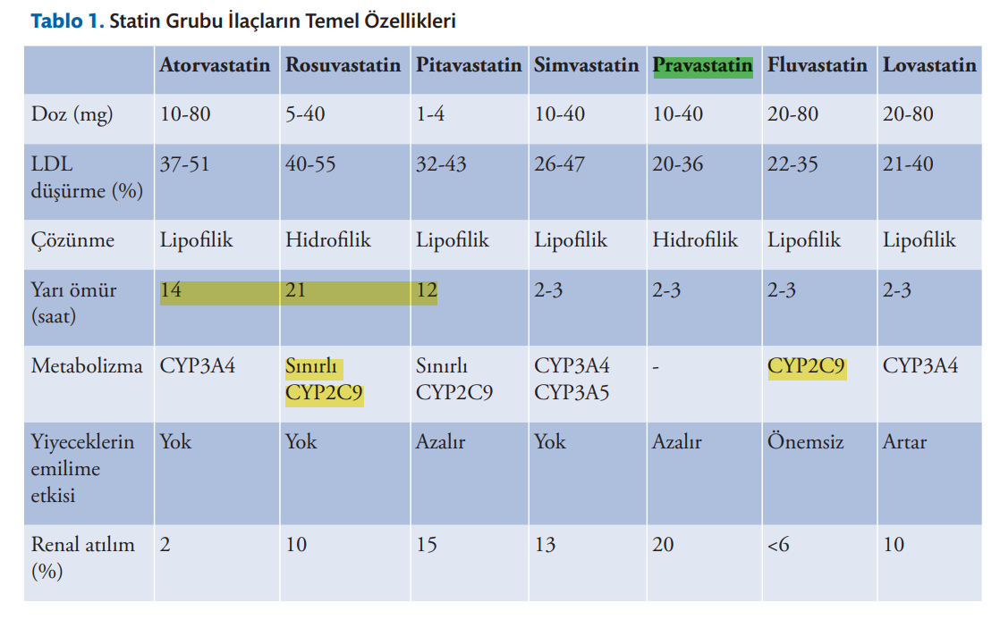 Tablo 1. Statin Grubu İlaçların Temel Özellikleri
Atorvastatin Rosuvastatin Pitavastatin Simvastatin Pravastatin Fluvastatin Lovastatin
Doz (mg) 10-80 5-40 1-4 10-40 10-40 20-80 20-80
LDL 37-51 40-55 32-43 26-47 20-36 22-35 21-40
düşürme (%)
Çözünme Lipofilik Hidrofilik Lipofilik Lipofilik Hidrofilik Lipofilik Lipofilik
Yarı ömür 14 21 12 2-3 2-3 2-3 2-3
(saat)
Metabolizma CYP3A4 Sınırlı Sınırlı CYP3A4 - CYP2C9 CYP3A4
CYP2C9 CYP2C9 CYP3A5
Yiyeceklerin Yok Yok Azalır Yok Azalır Önemsiz Artar
emilime
etkisi
Renal atılım 2 10 15 13 20 <6 10
(%)